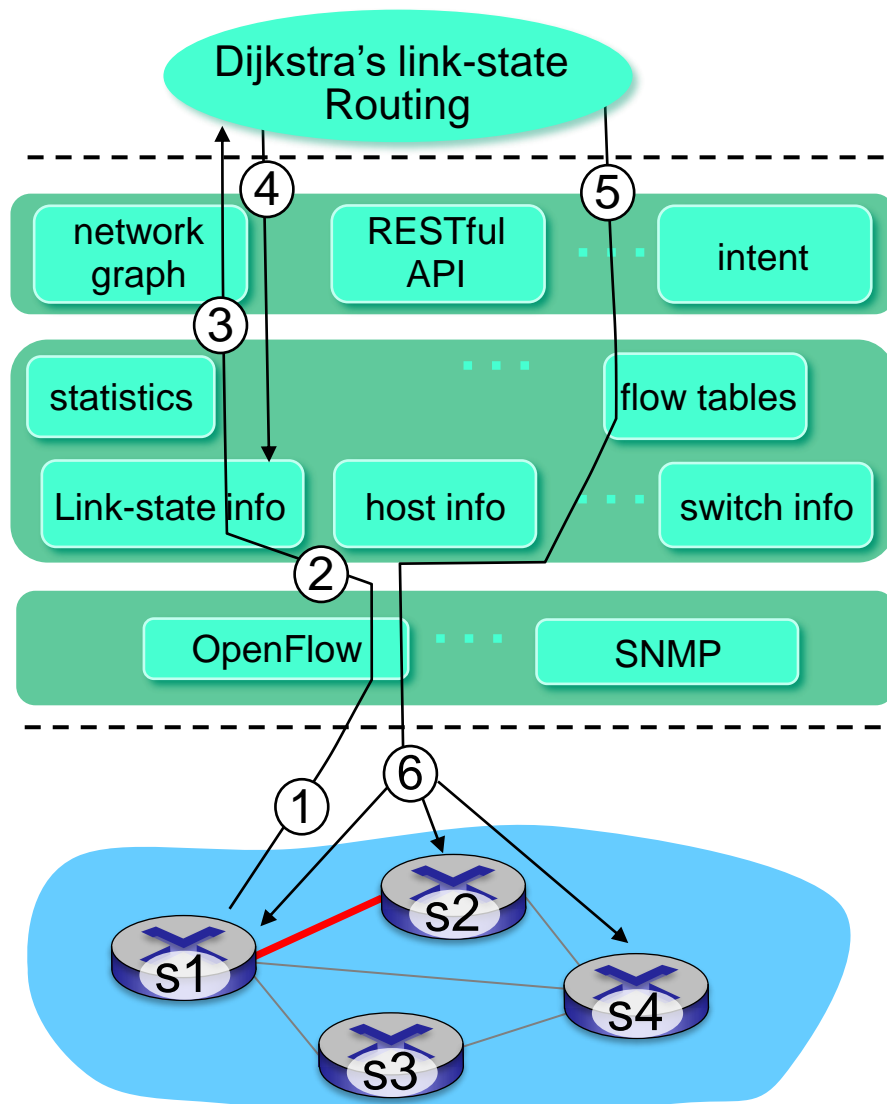 Dijkstra’s link-state
Routing
4
5
network
graph
RESTful
API
. . .
intent
3
statistics
. . .
flow tables
Link-state info
host info
. . .
switch info
2
OpenFlow
. . .
SNMP
1
6
s2
s1
s4
s3